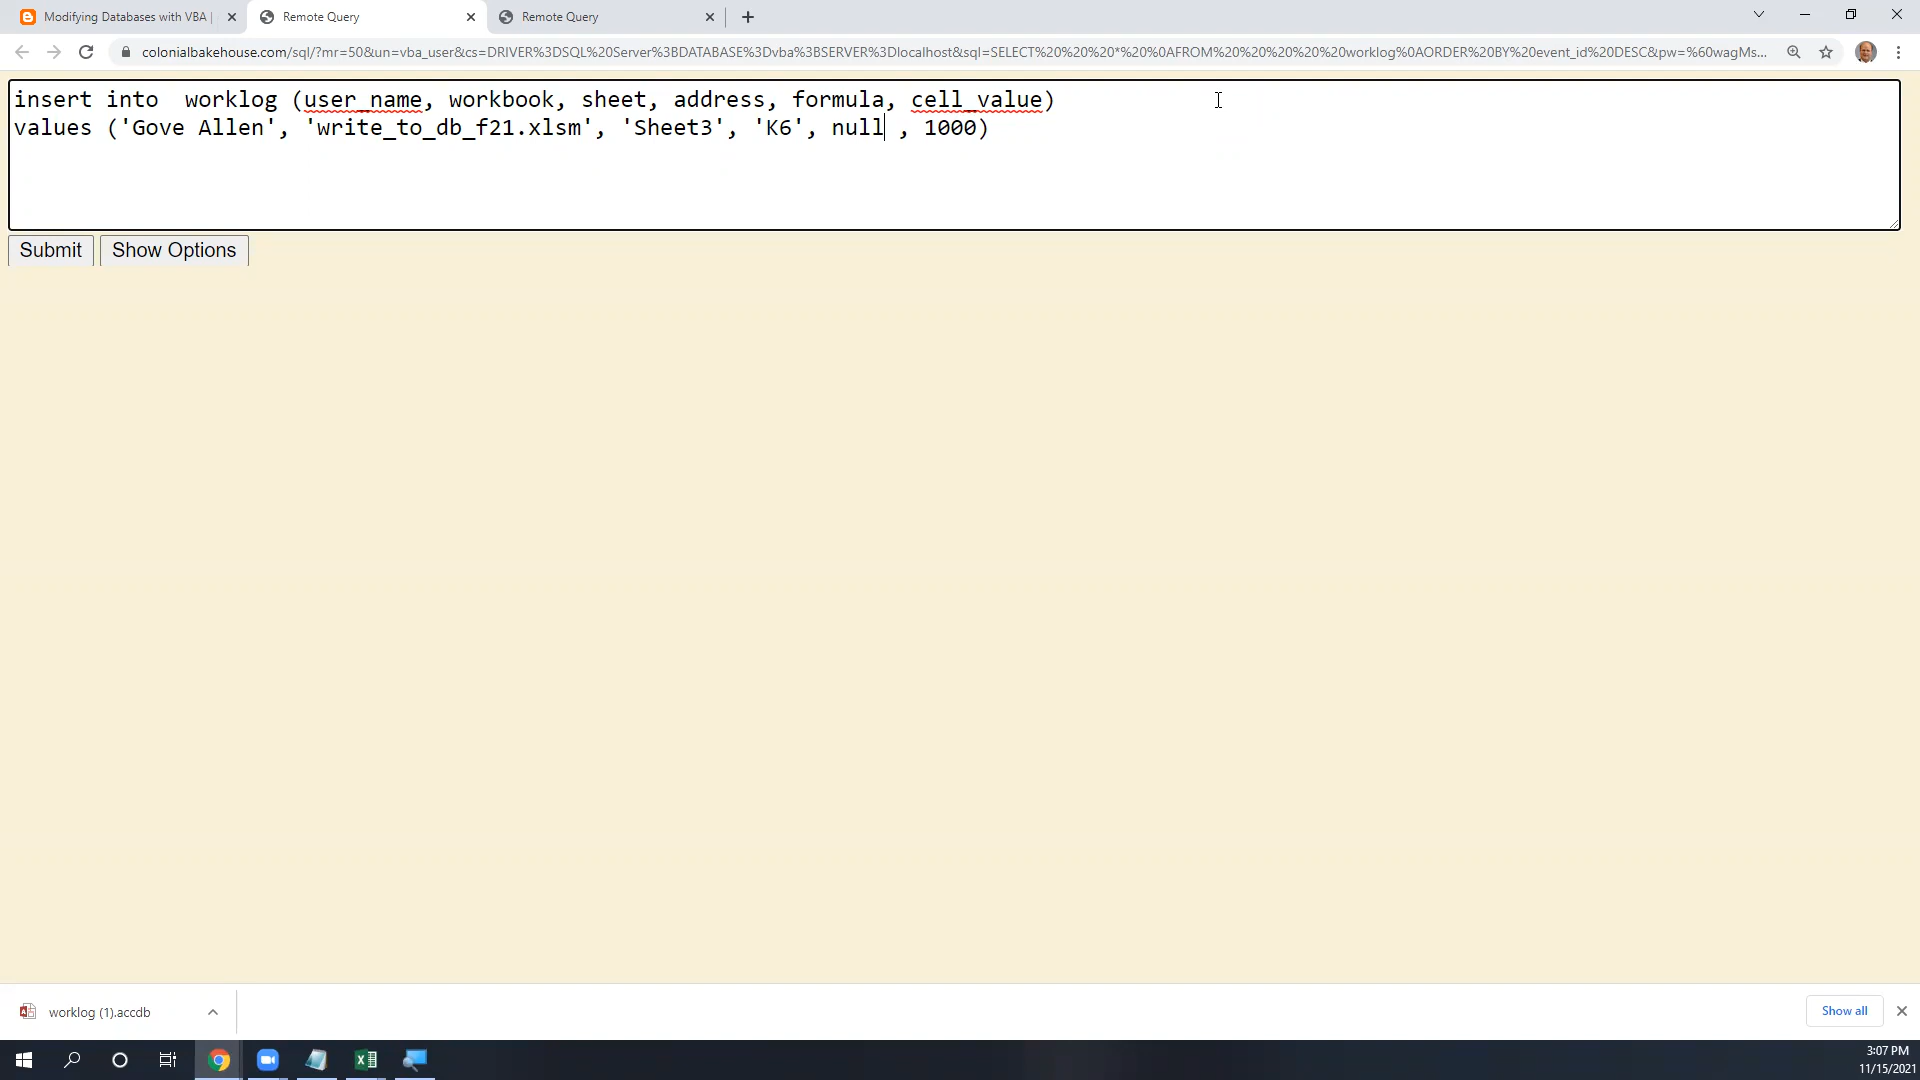 Modifying Databases with VBA |
Remote Query
Remote Query
colonialbakehouse.com/sql/?mr=50&un=vba_user&cs=DRIVER%3DSQL%20Server%3BDATABASE%3Dvba%3BSERVER%3Dlocalhost&sql=SELECT%20%20%20*%20%0AFROM%20%20%20%20%20worklog%0AORDER%20BY%20event_id%20DESC&pw=%60wagMs...
insert into  worklog (user_name, workbook, sheet, address, formula, cell_value)
values ('Gove Allen', 'write_to_db_f21.xlsm', 'Sheet3', 'K6', null , 1000)
Submit
Show Options
worklog (1).accdb
Show all
3:07 PM
11/15/2021